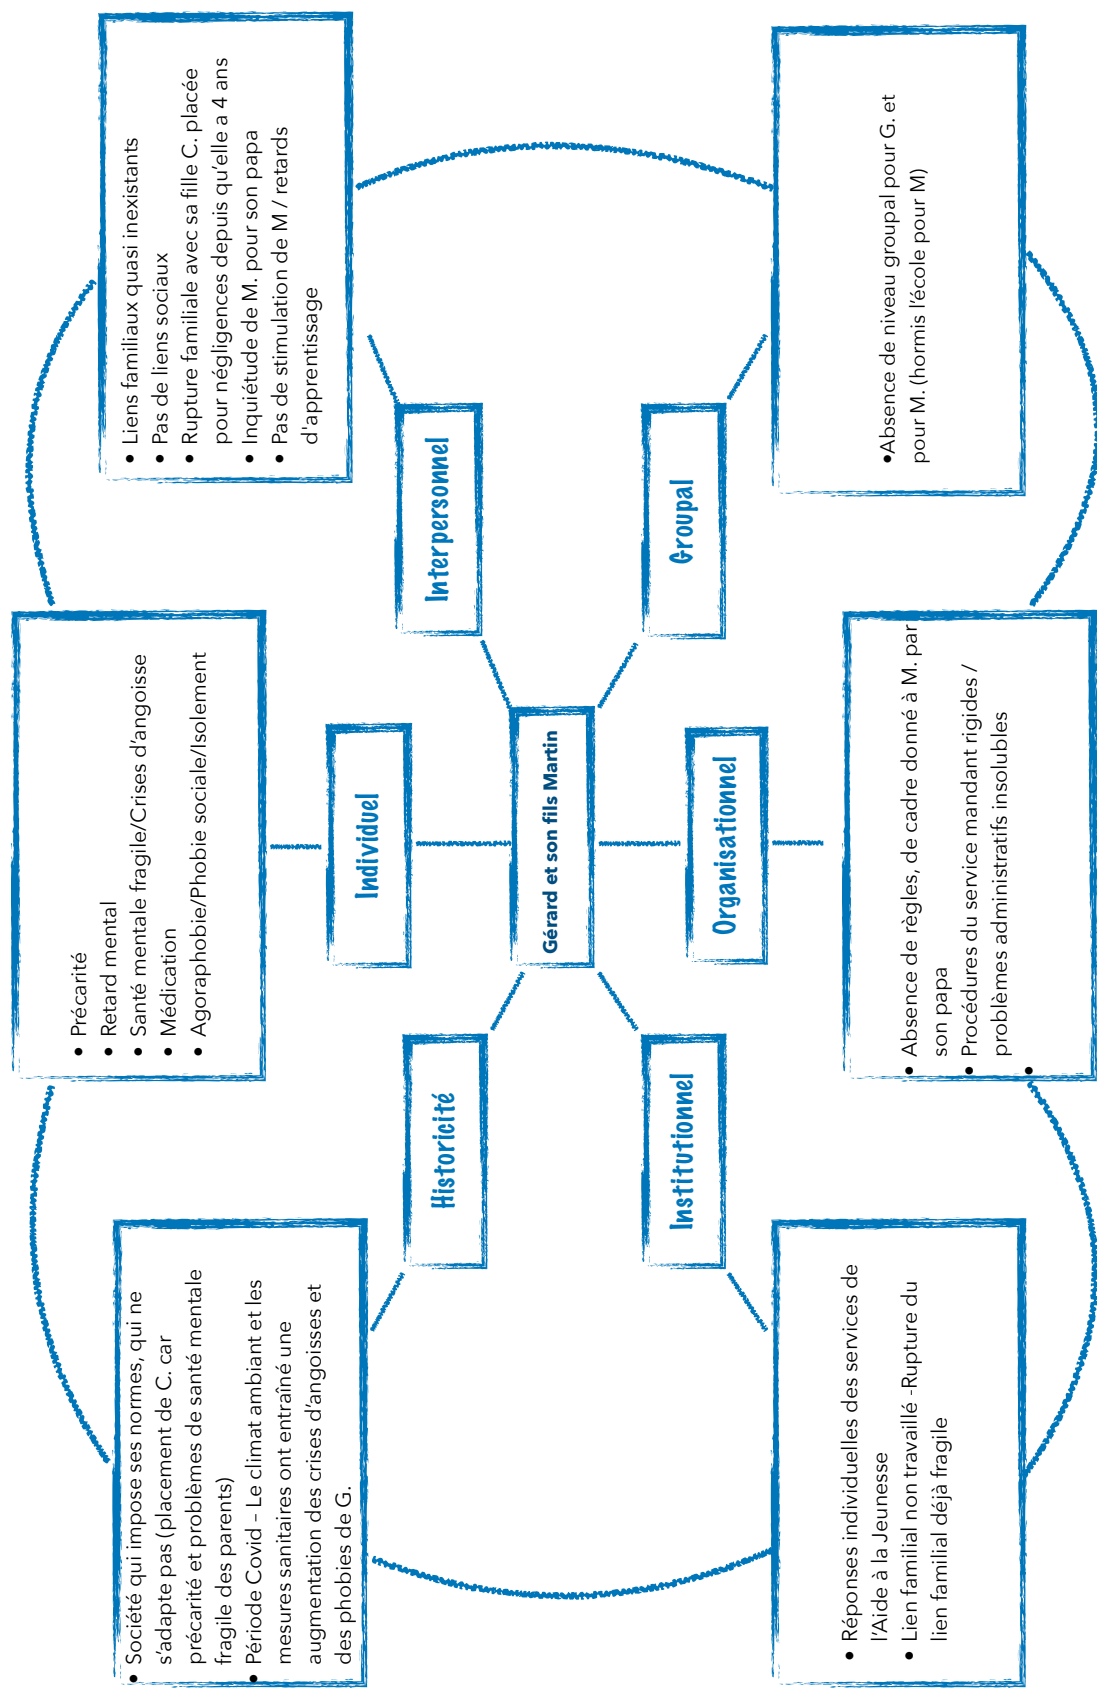 • Société qui impose ses normes, qui ne
s'adapte pas (placement de C. car
précarité et problèmes de santé mentale
fragile des parents)
• Période Covid – Le climat ambiant et les
mesures sanitaires ont entraîné une
augmentation des crises d'angoisses et
des phobies de G.
• Précarité
• Retard mental
• Santé mentale fragile/Crises d'angoisse
• Médication
• Agoraphobie/Phobie sociale/Isolement
• Liens familiaux quasi inexistants
• Pas de liens sociaux
• Rupture familiale avec sa fille C. placée
pour négligences depuis qu'elle a 4 ans
• Inquiétude de M. pour son papa
• Pas de stimulation de M / retards
d'apprentissage
Historicité
Individuel
Interpersonnel
Gérard et son fils Martin
Institutionnel
Organisationnel
Groupal
• Réponses individuelles des services de
l'Aide à la Jeunesse
• Lien familial non travaillé -Rupture du
lien familial déjà fragile
• Absence de règles, de cadre donné à M. par
son papa
• Procédures du service mandant rigides /
problèmes administratifs insolubles
•
•Absence de niveau groupal pour G. et
pour M. (hormis l'école pour M)